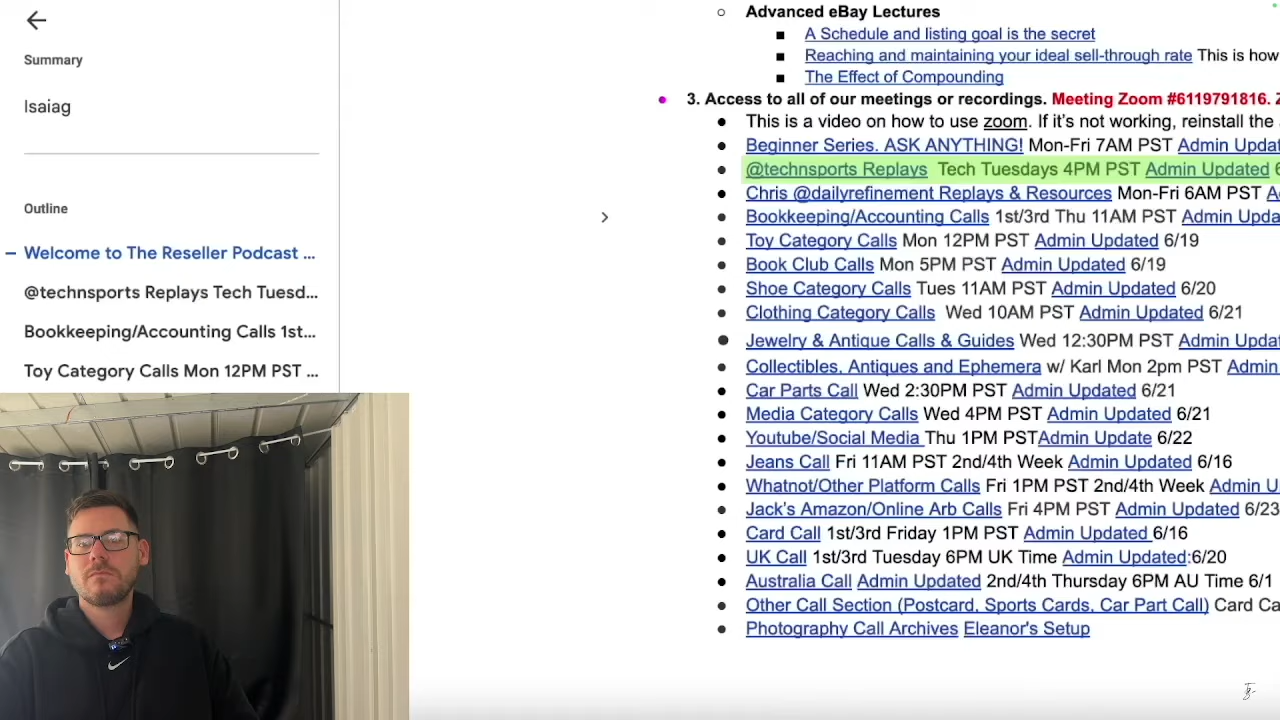 Summary
Isaiag
Outline
Welcome to The Reseller Podcast ...
@technsports Replays Tech Tuesd...
Bookkeeping/Accounting Calls 1st...
Toy Category Calls Mon 12PM PST ...
Advanced eBay Lectures
A Schedule and listing goal is the secret
Reaching and maintaining your ideal sell-through rate This is how
The Effect of Compounding
3. Access to all of our meetings or recordings. Meeting Zoom #6119791816. Z
This is a video on how to use zoom. If it's not working, reinstall the
Beginner Series. ASK ANYTHING! Mon-Fri 7AM PST Admin Updat
@technsports Replays Tech Tuesdays 4PM PST Admin Updated 6
Chris @dailyrefinement Replays & Resources Mon-Fri 6AM PST A
Bookkeeping/Accounting Calls 1st/3rd Thu 11AM PST Admin Upda
Toy Category Calls Mon 12PM PST Admin Updated 6/19
Book Club Calls Mon 5PM PST Admin Updated 6/19
Shoe Category Calls Tues 11AM PST Admin Updated 6/20
Clothing Category Calls Wed 10AM PST Admin Updated 6/21
Jewelry & Antique Calls & Guides Wed 12:30PM PST Admin Updat
Collectibles, Antiques and Ephemera w/ Karl Mon 2pm PST Admin
Car Parts Call Wed 2:30PM PST Admin Updated 6/21
Media Category Calls Wed 4PM PST Admin Updated 6/21
Youtube/Social Media Thu 1PM PSTAdmin Update 6/22
Jeans Call Fri 11AM PST 2nd/4th Week Admin Updated 6/16
Whatnot/Other Platform Calls Fri 1PM PST 2nd/4th Week Admin U
Jack's Amazon/Online Arb Calls Fri 4PM PST Admin Updated 6/23
Card Call 1st/3rd Friday 1PM PST Admin Updated 6/16
UK Call 1st/3rd Tuesday 6PM UK Time Admin Updated:6/20
Australia Call Admin Updated 2nd/4th Thursday 6PM AU Time 6/1
Other Call Section (Postcard, Sports Cards, Car Part Call) Card Ca
Photography Call Archives Eleanor's Setup